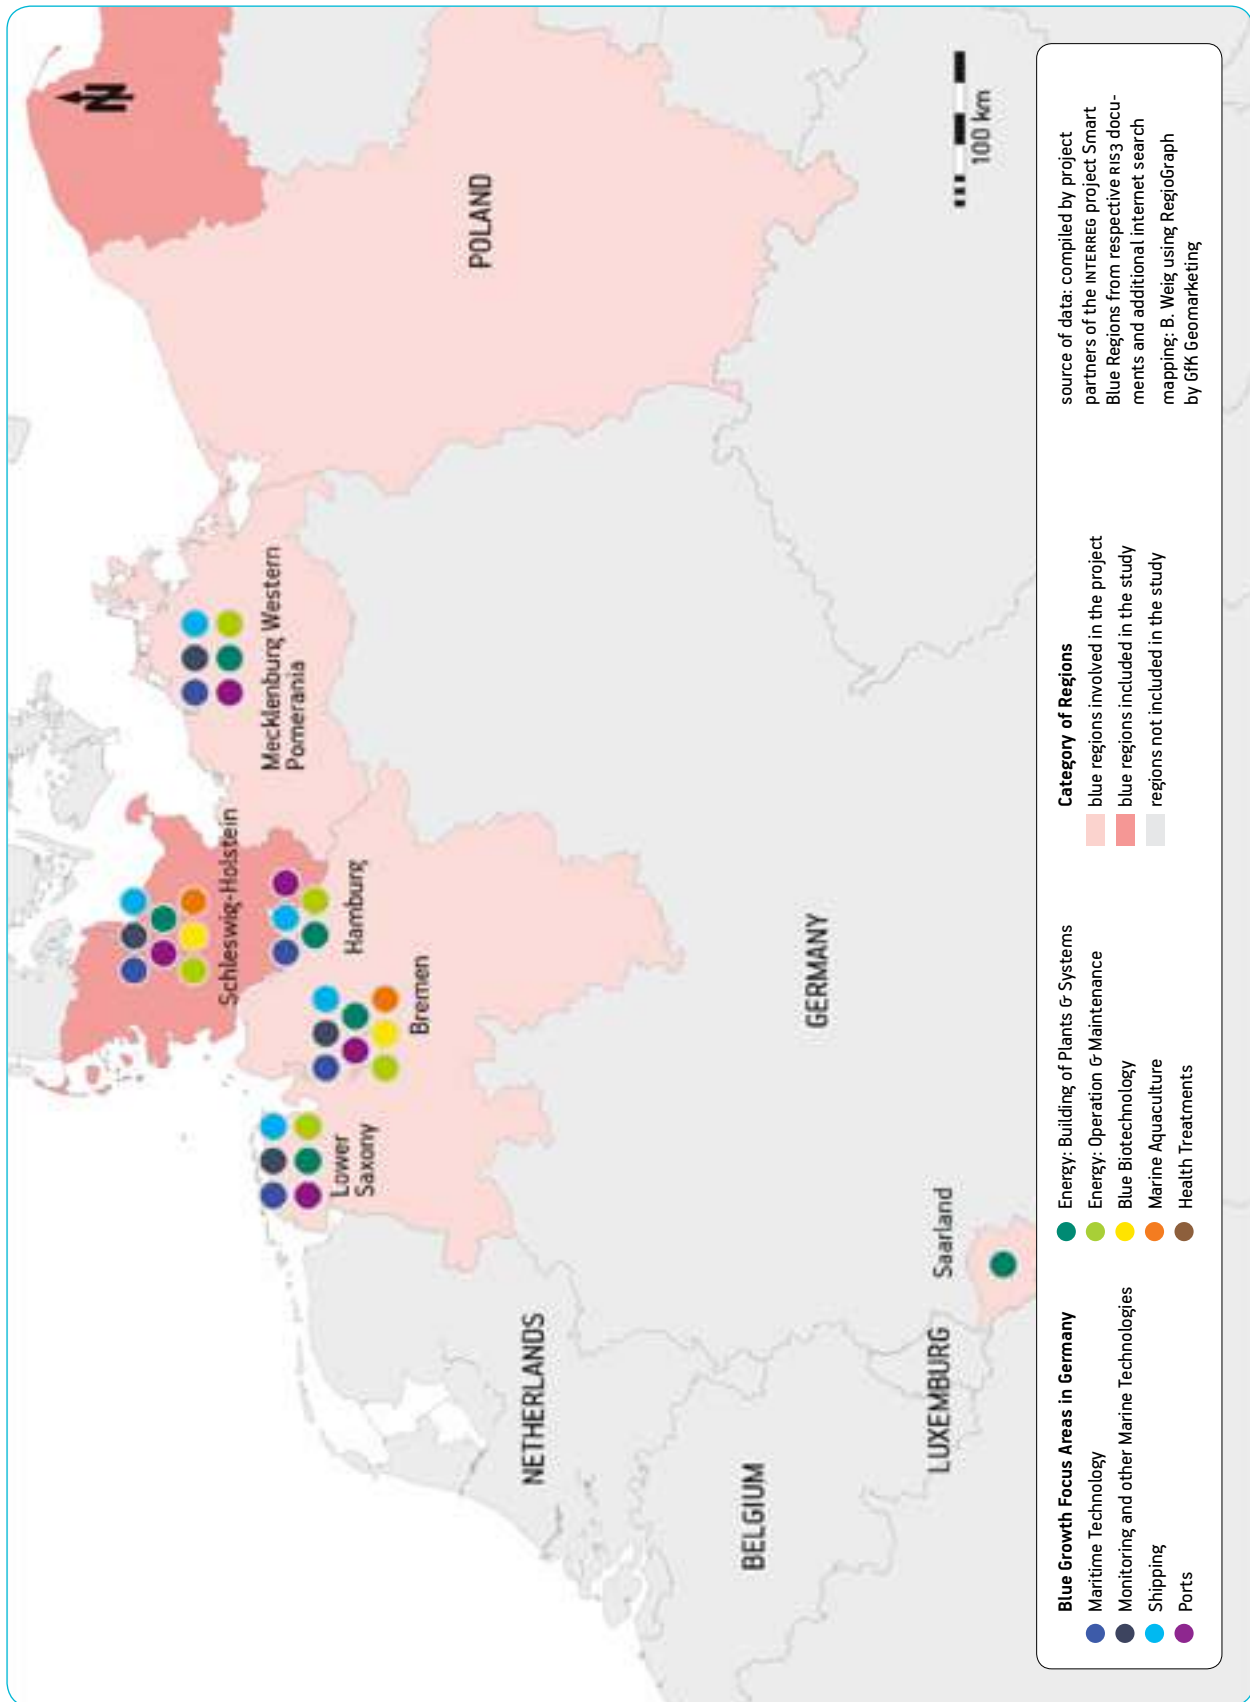 N
Schleswig-Holstein
Mecklenburg Western
Pomerania
Hamburg
Bremen
Lower
Saxony
POLAND
NETHERLANDS
GERMANY
BELGIUM
LUXEMBURG
Saarland
100 km
Blue Growth Focus Areas in Germany
Maritime Technology
Monitoring and other Marine Technologies
Shipping
Ports
Energy: Building of Plants & Systems
Energy: Operation & Maintenance
Blue Biotechnology
Marine Aquaculture
Health Treatments
Category of Regions
blue regions involved in the project
blue regions included in the study
regions not included in the study
source of data: compiled by project
partners of the INTERREG project Smart
Blue Regions from respective RIS3 docu-
ments and additional internet search
mapping: B. Weig using RegioGraph
by GfK Geomarketing